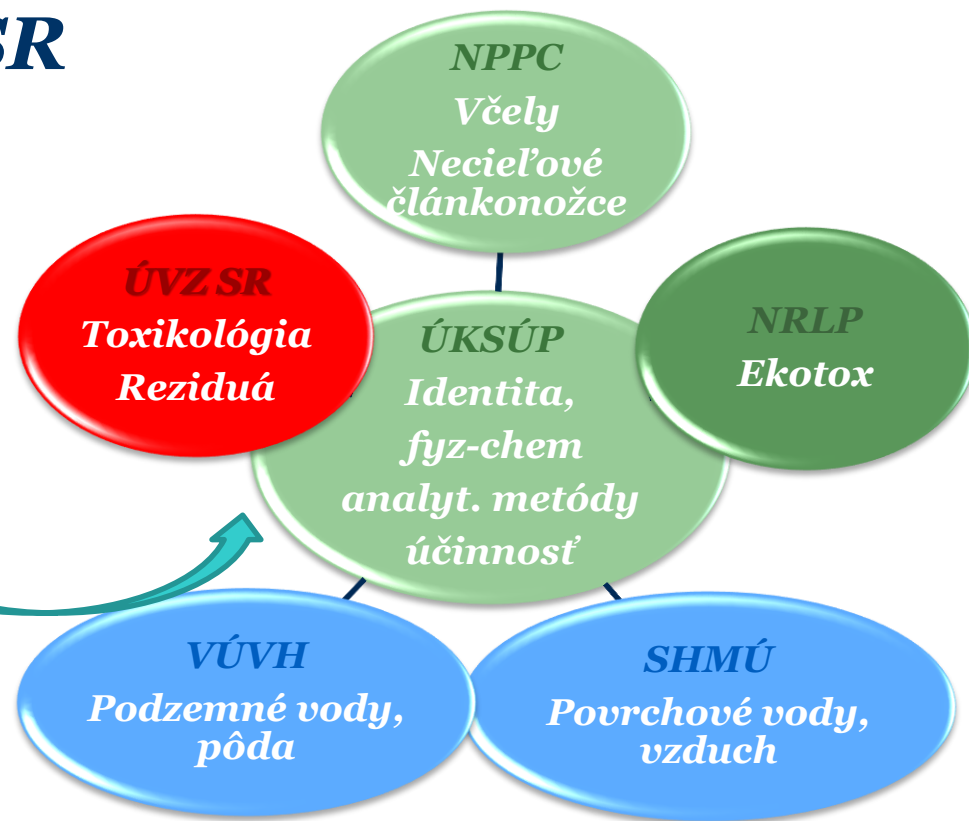 SR
NPPC
Včely
Necieľové
článkonožce
ÚVZ SR
Toxikológia
Reziduá
ÚKSÚP
Identita,
fyz-chem
analyt. metódy
účinnosť
NRLP
Ekotox
VÚVH
Podzemné vody,
pôda
SHMÚ
Povrchové vody,
vzduch